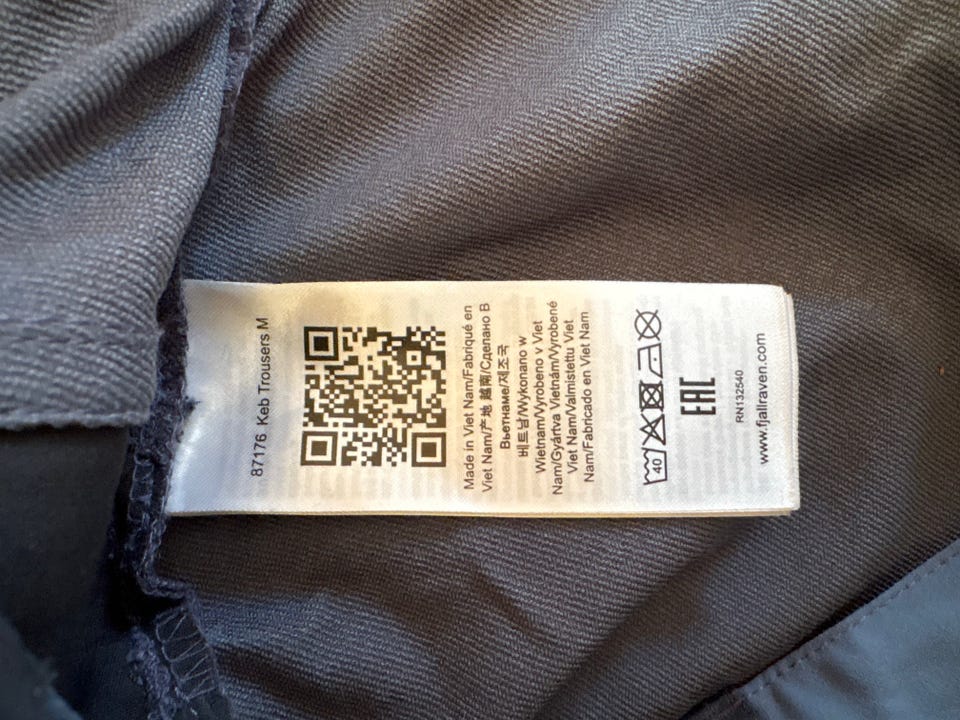 87176 Keb Trousers M
Made in Viet Nam/Fabriqué en
Viet Nam/产地 越南/Сделано В
Вьетнаме/제조국
베트남/Wykonano w
Wietnam/Vyrobeno v Viet
Nam/Gyártva Vietnám/Vyrobené
Viet Nam/Valmistettu Viet
Nam/Fabricado en Viet Nam
40
EAC
RN132540
www.fjallraven.com